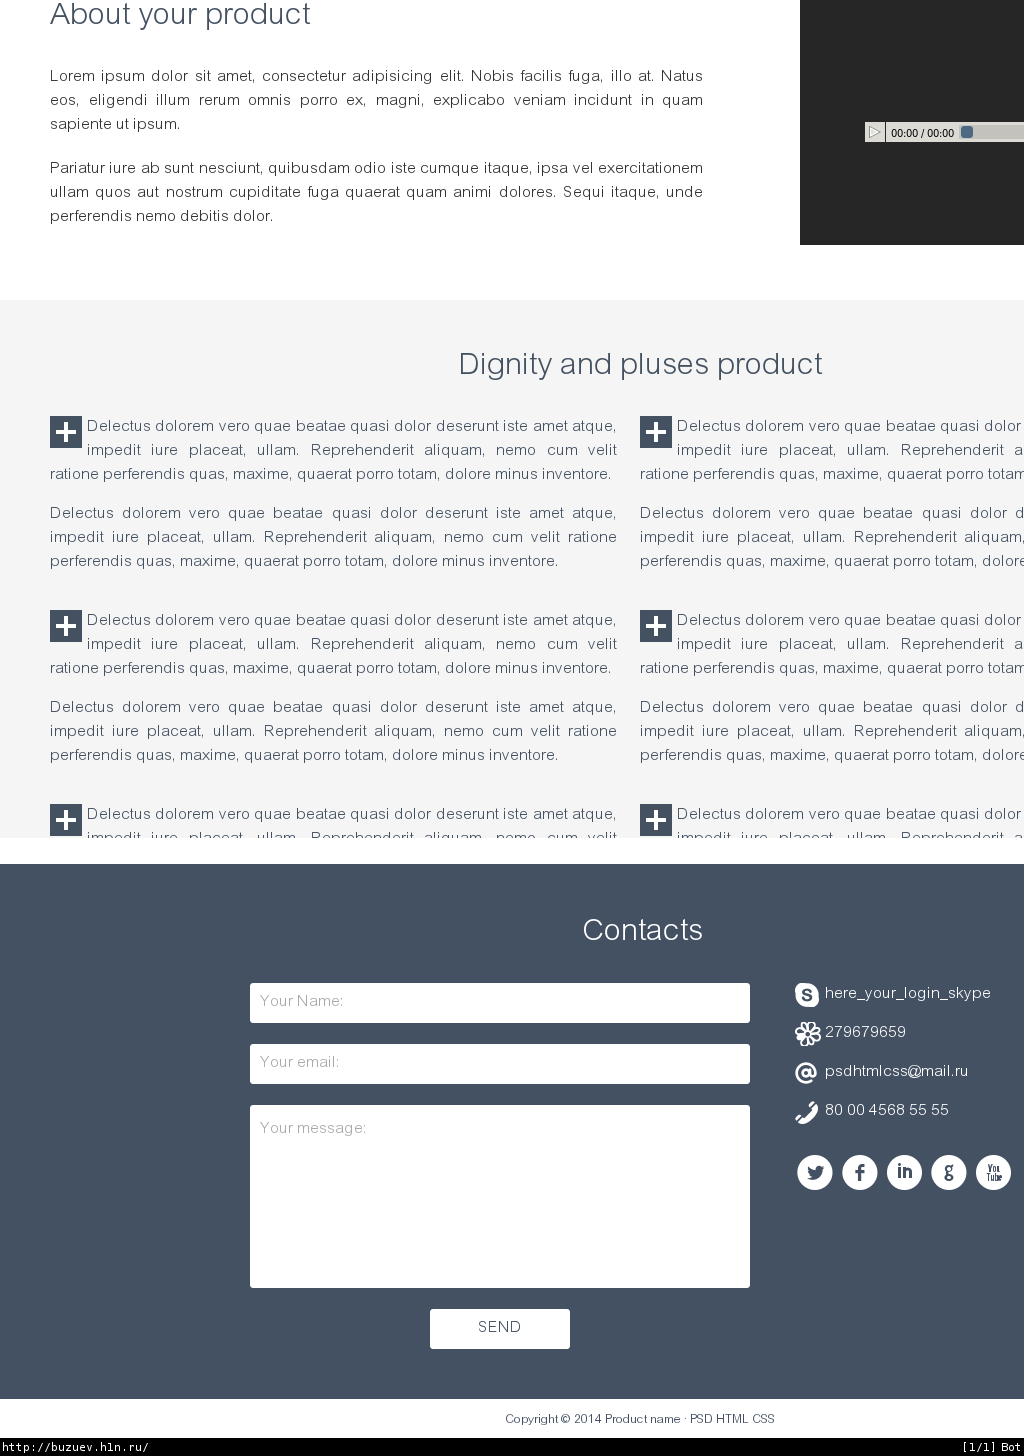 About your product
Lorem ipsum dolor sit amet, consectetur adipisicing elit. Nobis facilis fuga, illo at. Natus
eos, eligendi illum rerum omnis porro ex, magni, explicabo veniam incidunt in quam
sapiente ut ipsum.
Pariatur iure ab sunt nesciunt, quibusdam odio iste cumque itaque, ipsa vel exercitationem
ullam quos aut nostrum cupiditate fuga quaerat quam animi dolores. Sequi itaque, unde
perferendis nemo debitis dolor.
00:00 / 00:00
Dignity and pluses product
Delectus dolorem vero quae beatae quasi dolor deserunt iste amet atque,
impedit iure placeat, ullam. Reprehenderit aliquam, nemo cum velit
ratione perferendis quas, maxime, quaerat porro totam, dolore minus inventore.
Delectus dolorem vero quae beatae quasi dolor deserunt iste amet atque,
impedit iure placeat, ullam. Reprehenderit aliquam, nemo cum velit ratione
perferendis quas, maxime, quaerat porro totam, dolore minus inventore.
Delectus dolorem vero quae beatae quasi dolor
impedit iure placeat, ullam. Reprehenderit a
ratione perferendis quas, maxime, quaerat porro totam
Delectus dolorem vero quae beatae quasi dolor d
impedit iure placeat, ullam. Reprehenderit aliquam,
perferendis quas, maxime, quaerat porro totam, dolore
Delectus dolorem vero quae beatae quasi dolor deserunt iste amet atque,
impedit iure placeat, ullam. Reprehenderit aliquam, nemo cum velit
ratione perferendis quas, maxime, quaerat porro totam, dolore minus inventore.
Delectus dolorem vero quae beatae quasi dolor deserunt iste amet atque,
impedit iure placeat, ullam. Reprehenderit aliquam, nemo cum velit ratione
perferendis quas, maxime, quaerat porro totam, dolore minus inventore.
Delectus dolorem vero quae beatae quasi dolor
impedit iure placeat, ullam. Reprehenderit a
ratione perferendis quas, maxime, quaerat porro totam
Delectus dolorem vero quae beatae quasi dolor d
impedit iure placeat, ullam. Reprehenderit aliquam,
perferendis quas, maxime, quaerat porro totam, dolore
Delectus dolorem vero quae beatae quasi dolor deserunt iste amet atque,
impedit iure placeat, ullam. Reprehenderit aliquam, nemo cum velit
Delectus dolorem vero quae beatae quasi dolor
impedit iure placeat, ullam. Reprehenderit a
Contacts
Your Name:
Your email:
Your message:
SEND
here_your_login_skype
279679659
psdhtmlcss@mail.ru
80 00 4568 55 55
in
g
You
Tube
Copyright © 2014 Product name · PSD HTML CSS
http://buzuev.h1n.ru/
[1/1] Bot